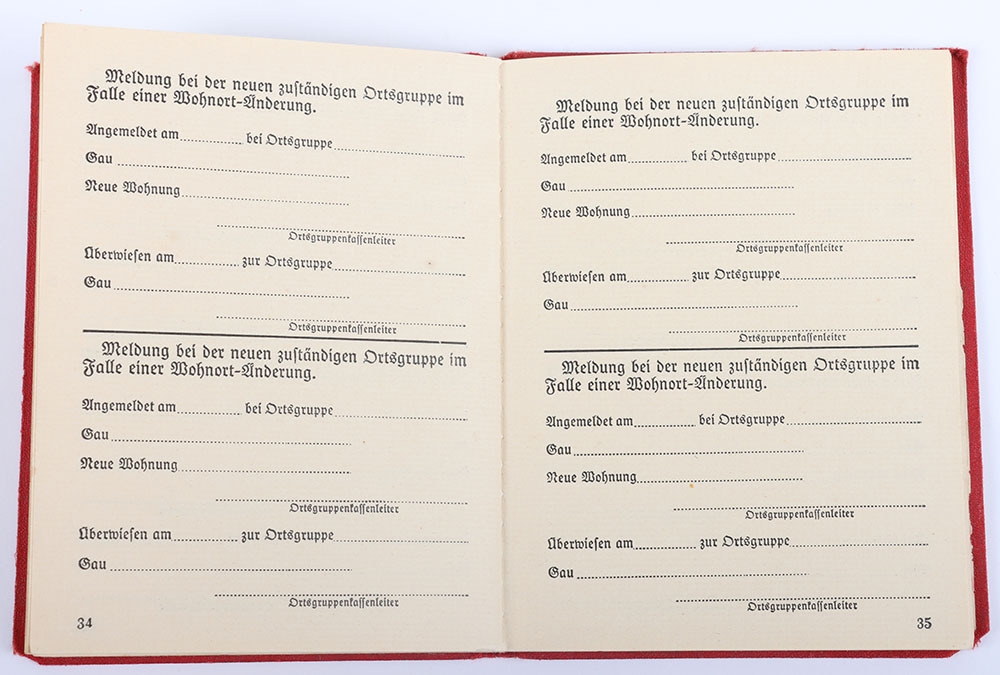 Meldung bei der neuen zuständigen Ortsgruppe im
Falle einer Wohnort-Änderung.
Angemeldet am bei Ortsgruppe
Gau
Neue Wohnung
Ortsgruppenkassenleiter
Überwiesen am zur Ortsgruppe
Gau
Ortsgruppenkassenleiter
Meldung bei der neuen zuständigen Ortsgruppe im
Falle einer Wohnort-Änderung.
Angemeldet am bei Ortsgruppe
Gau
Neue Wohnung
Ortsgruppenkassenleiter
Überwiesen am zur Ortsgruppe
Gau
Ortsgruppenkassenleiter
34
Meldung bei der neuen zuständigen Ortsgruppe im
Falle einer Wohnort-Änderung.
Angemeldet am bei Ortsgruppe
Gau
Neue Wohnung
Ortsgruppenkassenleiter
Überwiesen am zur Ortsgruppe
Gau
Ortsgruppenkassenleiter
Meldung bei der neuen zuständigen Ortsgruppe im
Falle einer Wohnort-Änderung.
Angemeldet am bei Ortsgruppe
Gau
Neue Wohnung
Ortsgruppenkassenleiter
Überwiesen am zur Ortsgruppe
Gau
Ortsgruppenkassenleiter
35